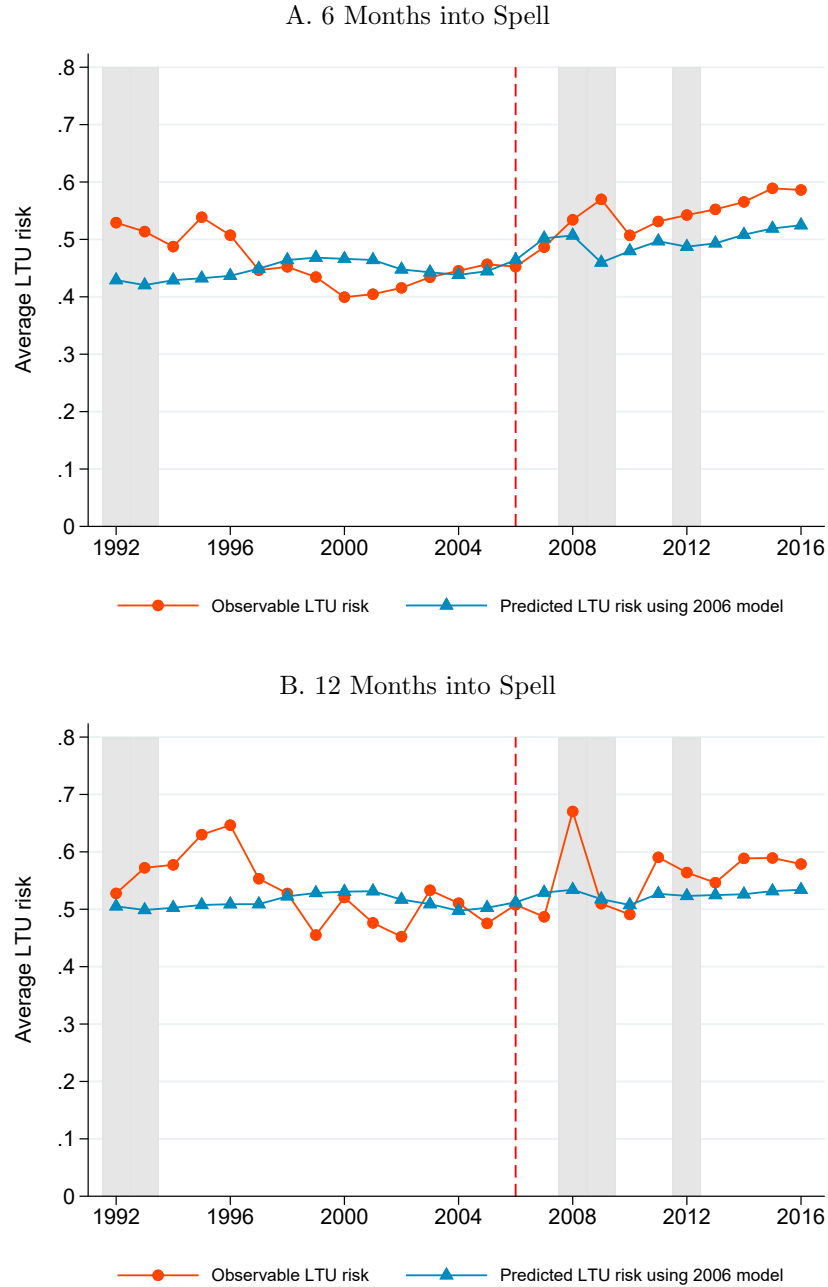 A. 6 Months into Spell
.8
.7
.6
.5
.4
.3
.2
.1
0
Average LTU risk
1992 1996 2000 2004 2008 2012 2016
Observable LTU risk Predicted LTU risk using 2006 model
B. 12 Months into Spell
.8
.7
.6
.5
.4
.3
.2
.1
0
Average LTU risk
1992 1996 2000 2004 2008 2012 2016
Observable LTU risk Predicted LTU risk using 2006 model